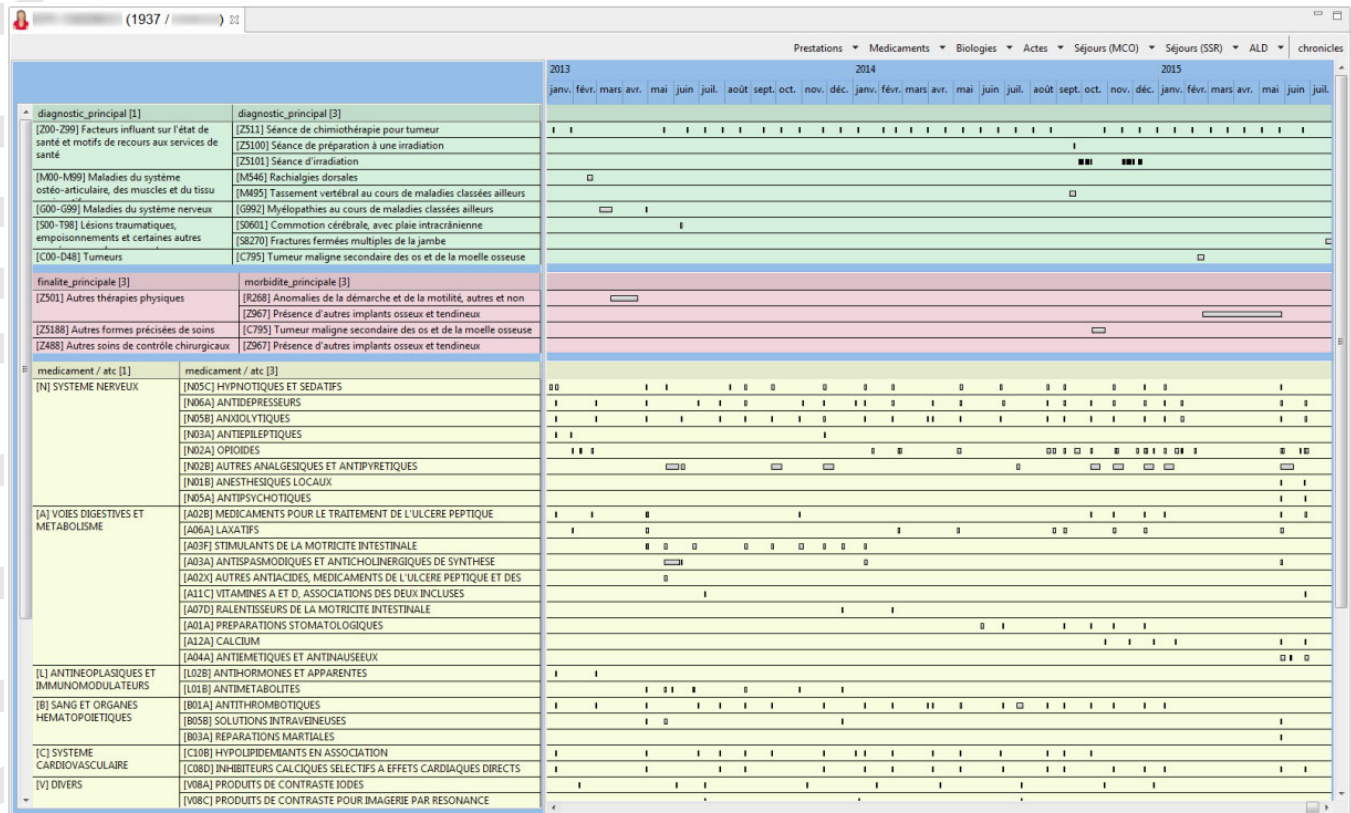 (1937 / )
Prestations Medicaments Biologies Actes Séjours (MCO) Séjours (SSR) ALD chronicles
2013 2014 2015
janv. févr. mars avr. mai juin juil. août sept. oct. nov. déc. janv. févr. mars avr. mai juin juil. août sept. oct. nov. déc. janv. févr. mars avr. mai juin juil.
diagnostic_principal [1] diagnostic_principal [3]
[Z00-Z99] Facteurs influant sur l'état de
santé et motifs de recours aux services de
santé
[Z511] Séance de chimiothérapie pour tumeur
[Z5100] Séance de préparation à une irradiation
[Z5101] Séance d'irradiation
[M00-M99] Maladies du système
ostéo-articulaire, des muscles et du tissu
[M546] Rachialgies dorsales
[M495] Tassement vertébral au cours de maladies classées ailleurs
[G00-G99] Maladies du système nerveux [G992] Myélopathies au cours de maladies classées ailleurs
[S00-T98] Lésions traumatiques,
empoisonnements et certaines autres
[S0601] Commotion cérébrale, avec plaie intracrânienne
[S8270] Fractures fermées multiples de la jambe
[C00-D48] Tumeurs [C795] Tumeur maligne secondaire des os et de la moelle osseuse
finalite_principale [3] morbidite_principale [3]
[Z501] Autres thérapies physiques [R268] Anomalies de la démarche et de la motilité, autres et non
[Z967] Présence d'autres implants osseux et tendineux
[Z5188] Autres formes précisées de soins [C795] Tumeur maligne secondaire des os et de la moelle osseuse
[Z488] Autres soins de contrôle chirurgicaux [Z967] Présence d'autres implants osseux et tendineux
medicament / atc [1] medicament / atc [3]
[N] SYSTEME NERVEUX [N05C] HYPNOTIQUES ET SEDATIFS
[N06A] ANTIDEPRESSEURS
[N05B] ANXIOLYTIQUES
[N03A] ANTIEPILEPTIQUES
[N02A] OPIOIDES
[N02B] AUTRES ANALGESIQUES ET ANTIPYRETIQUES
[N01B] ANESTHESIQUES LOCAUX
[N05A] ANTIPSYCHOTIQUES
[A] VOIES DIGESTIVES ET
METABOLISME
[A02B] MEDICAMENTS POUR LE TRAITEMENT DE L'ULCERE PEPTIQUE
[A06A] LAXATIFS
[A03F] STIMULANTS DE LA MOTRICITE INTESTINALE
[A03A] ANTISPASMODIQUES ET ANTICHOLINERGIQUES DE SYNTHESE
[A02X] AUTRES ANTIACIDES, MEDICAMENTS DE L'ULCERE PEPTIQUE ET DES
[A11C] VITAMINES A ET D, ASSOCIATIONS DES DEUX INCLUSES
[A07D] RALENTISSEURS DE LA MOTRICITE INTESTINALE
[A01A] PREPARATIONS STOMATOLOGIQUES
[A12A] CALCIUM
[A04A] ANTIEMETIQUES ET ANTINAUSEEUX
[L] ANTINEOPLASIQUES ET
IMMUNOMODULATEURS
[L02B] ANTIHORMONES ET APPARENTES
[L01B] ANTIMETABOLITES
[B] SANG ET ORGANES
HEMATOPOIETIQUES
[B01A] ANTITHROMBOTIQUES
[B05B] SOLUTIONS INTRAVEINEUSES
[B03A] REPARATIONS MARTIALES
[C] SYSTEME
CARDIOVASCULAIRE
[C10B] HYPOLIPIDEMIANTS EN ASSOCIATION
[C08D] INHIBITEURS CALCIQUES SELECTIFS A EFFETS CARDIAQUES DIRECTS
[V] DIVERS [V08A] PRODUITS DE CONTRASTE IODES
[V08C] PRODUITS DE CONTRASTE POUR IMAGERIE PAR RESONANCE